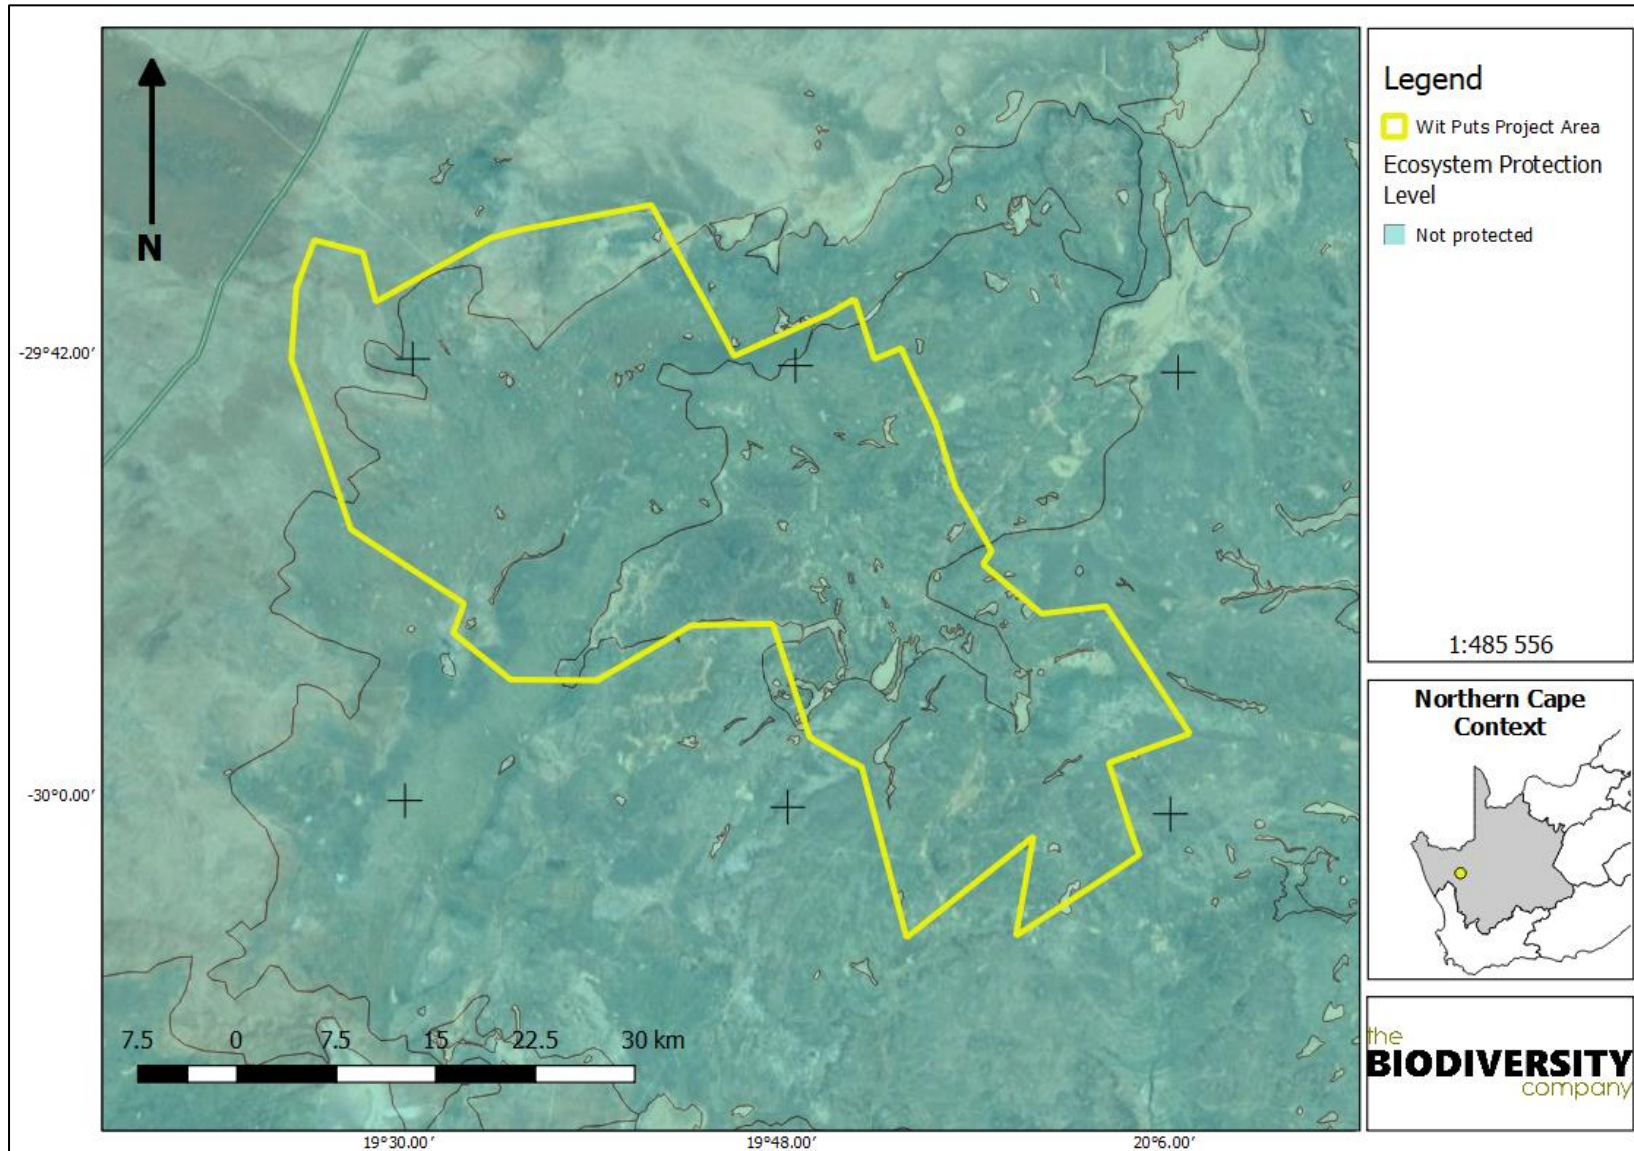 N
-29°42.00′
-30°0.00′
7.5 0 7.5 15 22.5 30 km
19°30.00′ 19°48.00′ 20°6.00′
Legend
Wit Puts Project Area
Ecosystem Protection
Level
Not protected
1:485 556
Northern Cape
Context
the
BIODIVERSITY
company